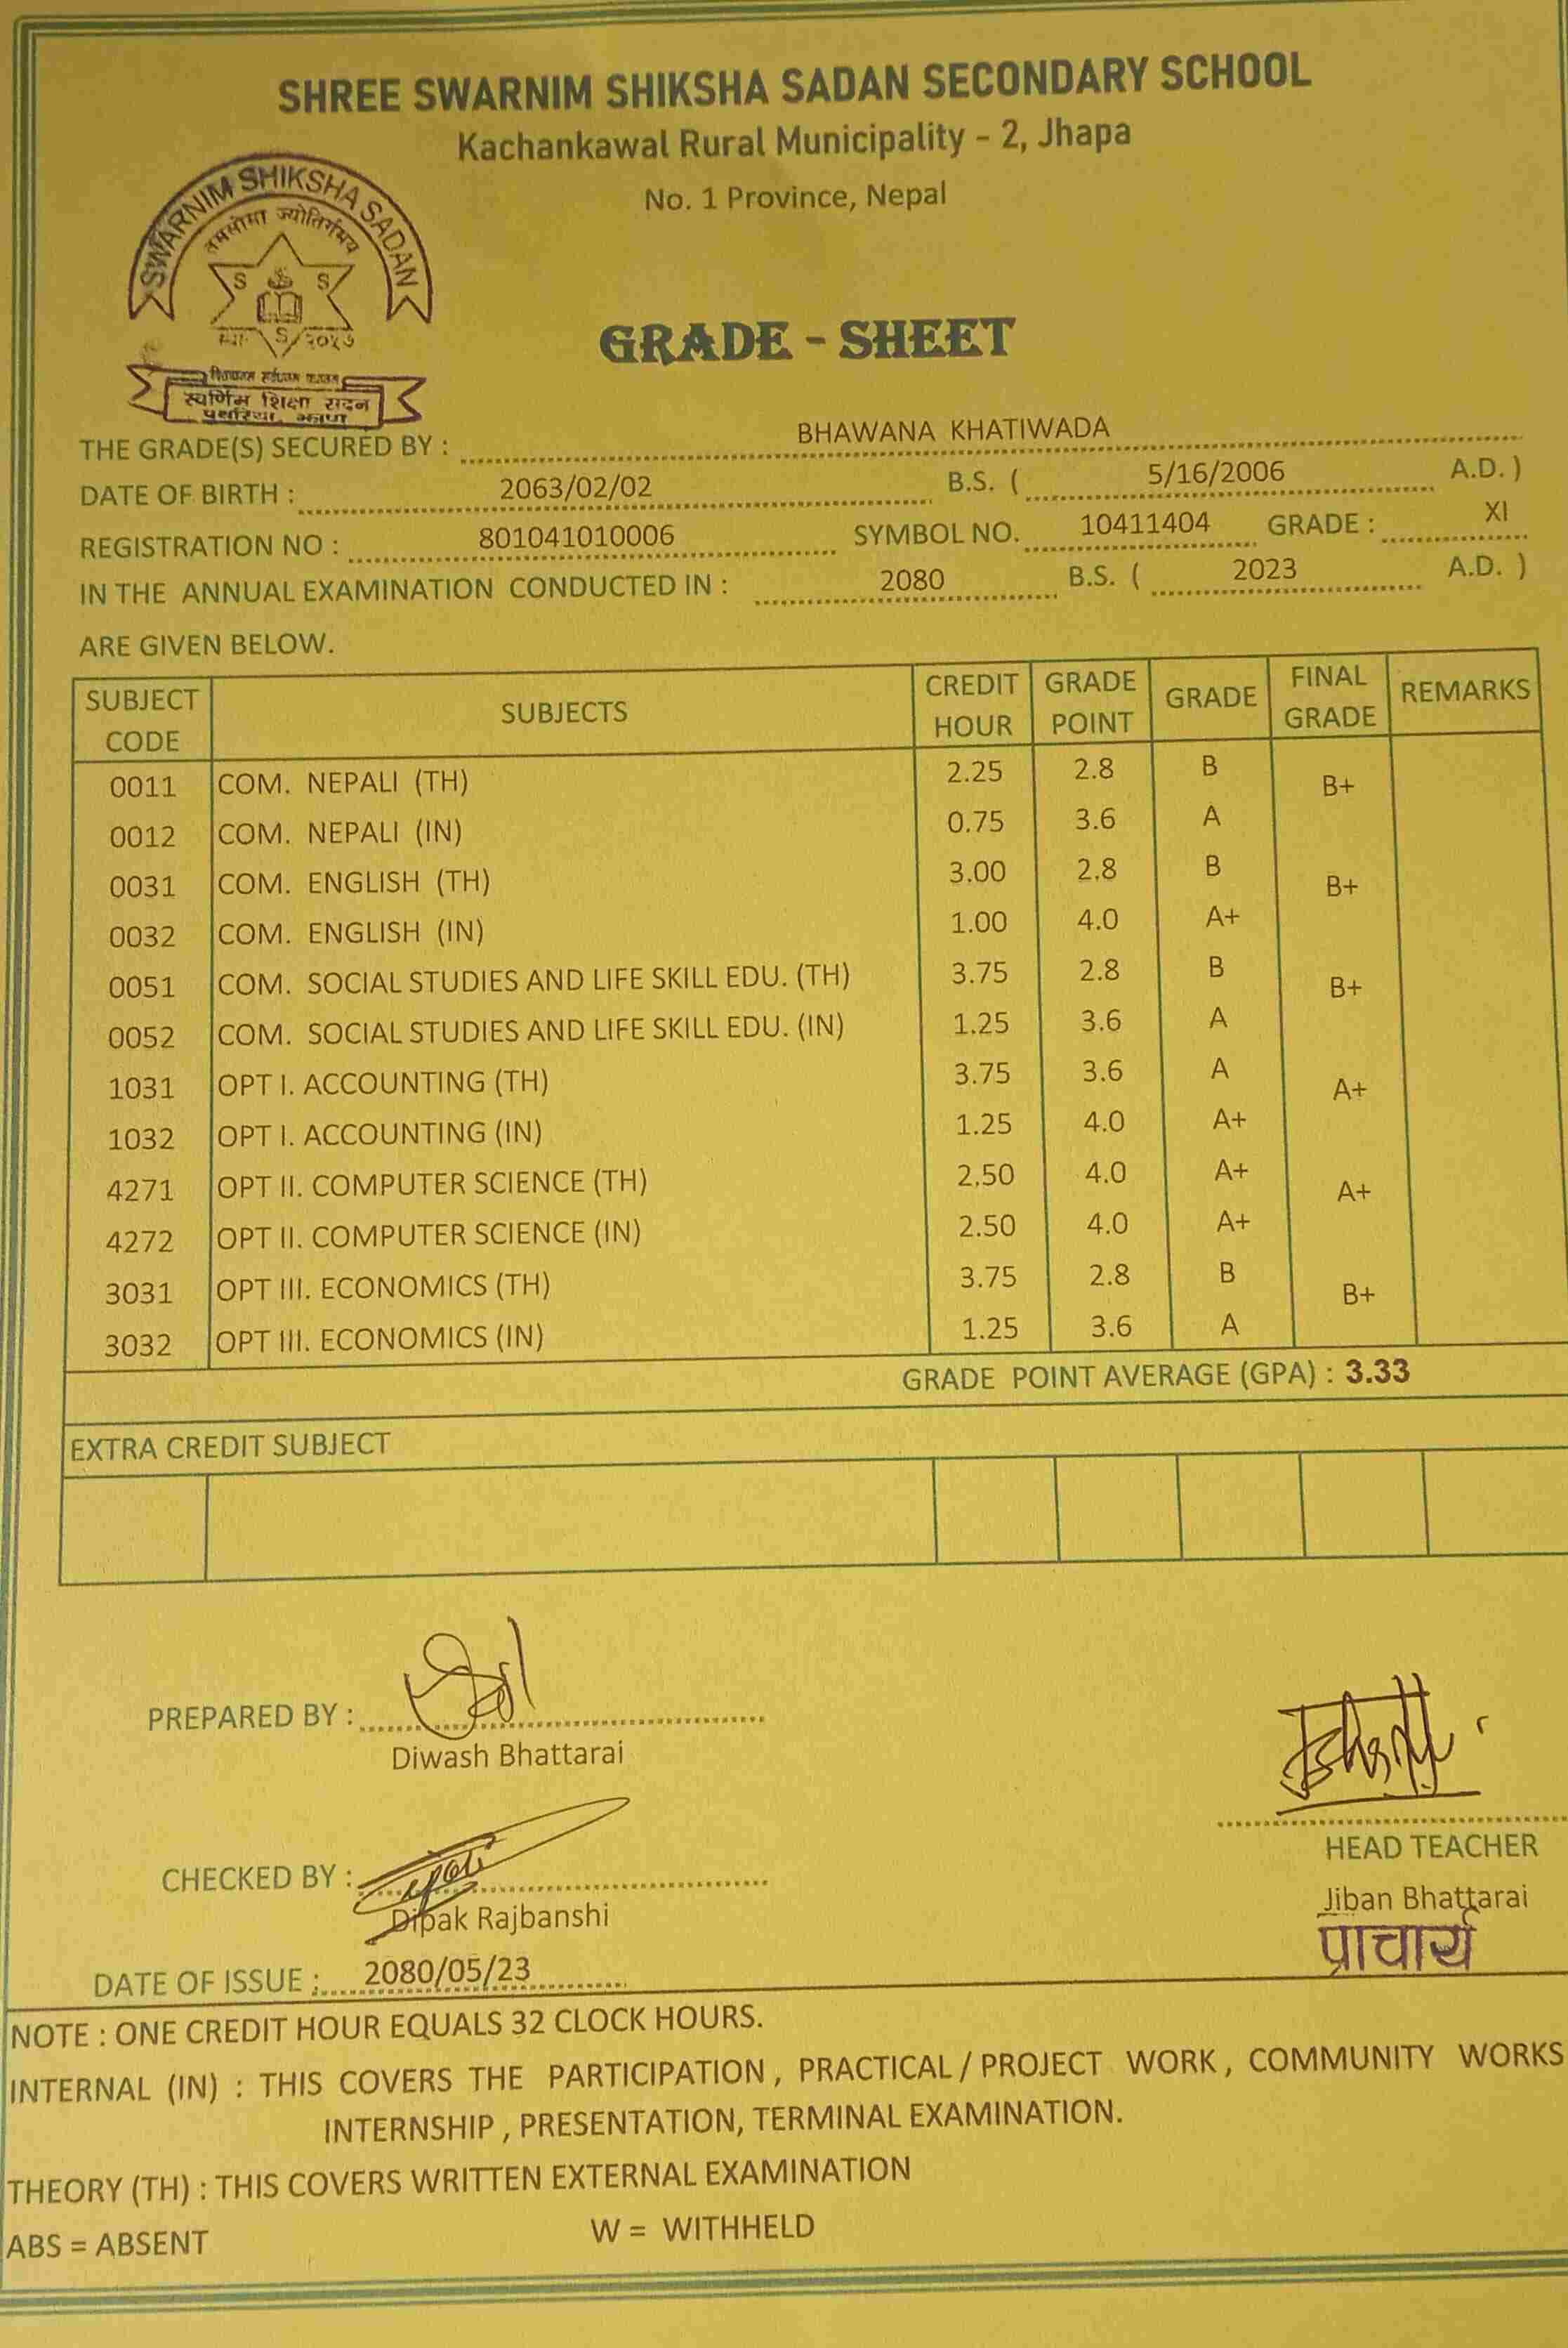 SHREE SWARNIM SHIKSHA SADAN SECONDARY SCHOOL
Kachankawal Rural Municipality - 2, Jhapa
No. 1 Province, Nepal
SWARNIM SHIKSHA SADAN
S S
S
स्वर्णिम शिक्षा सदन
GRADE - SHEET
THE GRADE(S) SECURED BY : BHAWANA KHATIWADA
DATE OF BIRTH : 2063/02/02 B.S. ( 5/16/2006 A.D. )
REGISTRATION NO : 801041010006 SYMBOL NO. 10411404 GRADE : XI
IN THE ANNUAL EXAMINATION CONDUCTED IN : 2080 B.S. ( 2023 A.D. )
ARE GIVEN BELOW.
SUBJECT CODE SUBJECTS CREDIT HOUR GRADE POINT GRADE FINAL GRADE REMARKS
0011 COM. NEPALI (TH) 2.25 2.8 B B+
0012 COM. NEPALI (IN) 0.75 3.6 A
0031 COM. ENGLISH (TH) 3.00 2.8 B B+
0032 COM. ENGLISH (IN) 1.00 4.0 A+
0051 COM. SOCIAL STUDIES AND LIFE SKILL EDU. (TH) 3.75 2.8 B B+
0052 COM. SOCIAL STUDIES AND LIFE SKILL EDU. (IN) 1.25 3.6 A
1031 OPT I. ACCOUNTING (TH) 3.75 3.6 A A+
1032 OPT I. ACCOUNTING (IN) 1.25 4.0 A+
4271 OPT II. COMPUTER SCIENCE (TH) 2.50 4.0 A+ A+
4272 OPT II. COMPUTER SCIENCE (IN) 2.50 4.0 A+
3031 OPT III. ECONOMICS (TH) 3.75 2.8 B B+
3032 OPT III. ECONOMICS (IN) 1.25 3.6 A
GRADE POINT AVERAGE (GPA) : 3.33
EXTRA CREDIT SUBJECT
PREPARED BY :
Diwash Bhattarai
CHECKED BY :
Dipak Rajbanshi
HEAD TEACHER
Jiban Bhattarai
प्राचार्य
DATE OF ISSUE : 2080/05/23
NOTE : ONE CREDIT HOUR EQUALS 32 CLOCK HOURS.
INTERNAL (IN) : THIS COVERS THE PARTICIPATION, PRACTICAL / PROJECT WORK, COMMUNITY WORKS
INTERNSHIP, PRESENTATION, TERMINAL EXAMINATION.
THEORY (TH) : THIS COVERS WRITTEN EXTERNAL EXAMINATION
ABS = ABSENT W = WITHHELD